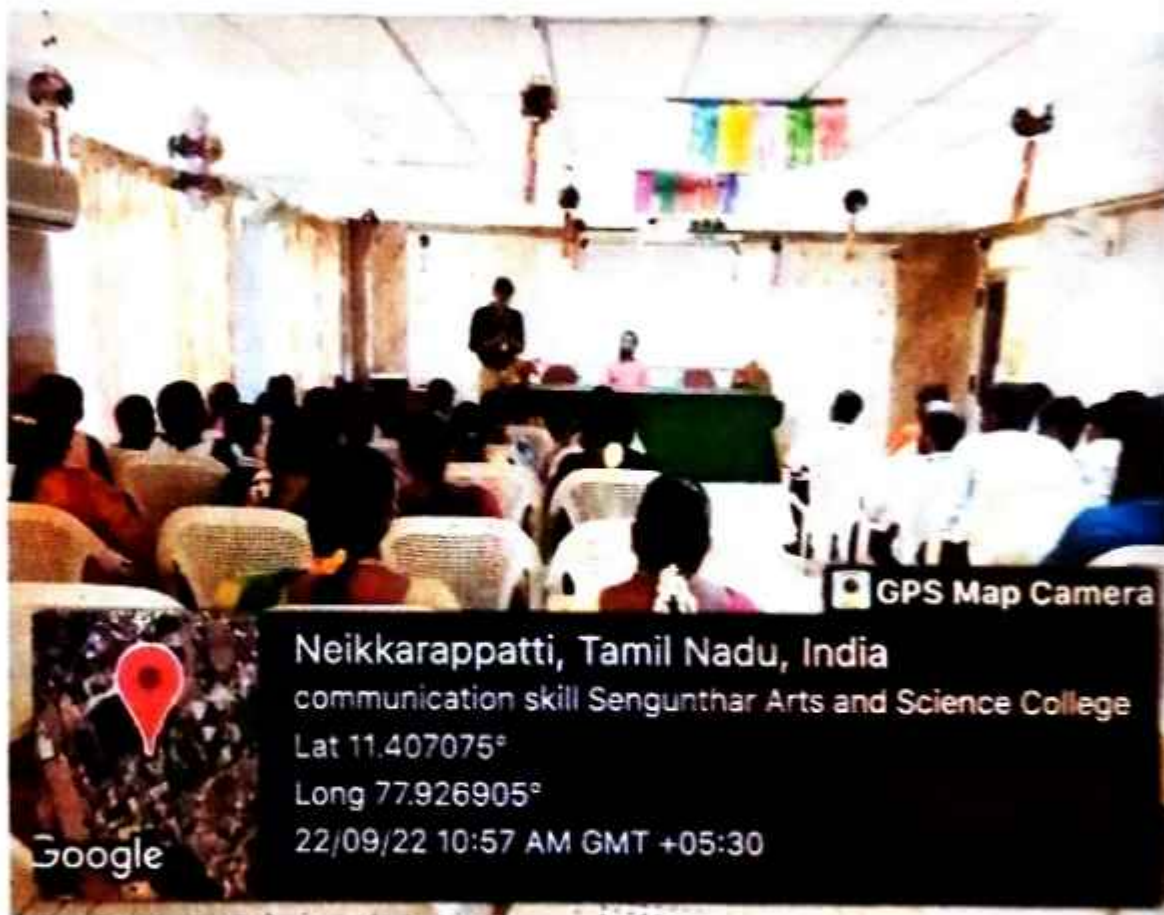 GPS Map Camera
Neikkarappatti, Tamil Nadu, India
communication skill Sengunthar Arts and Science College
Lat 11.407075°
Long 77.926905°
22/09/22 10:57 AM GMT +05:30
Google